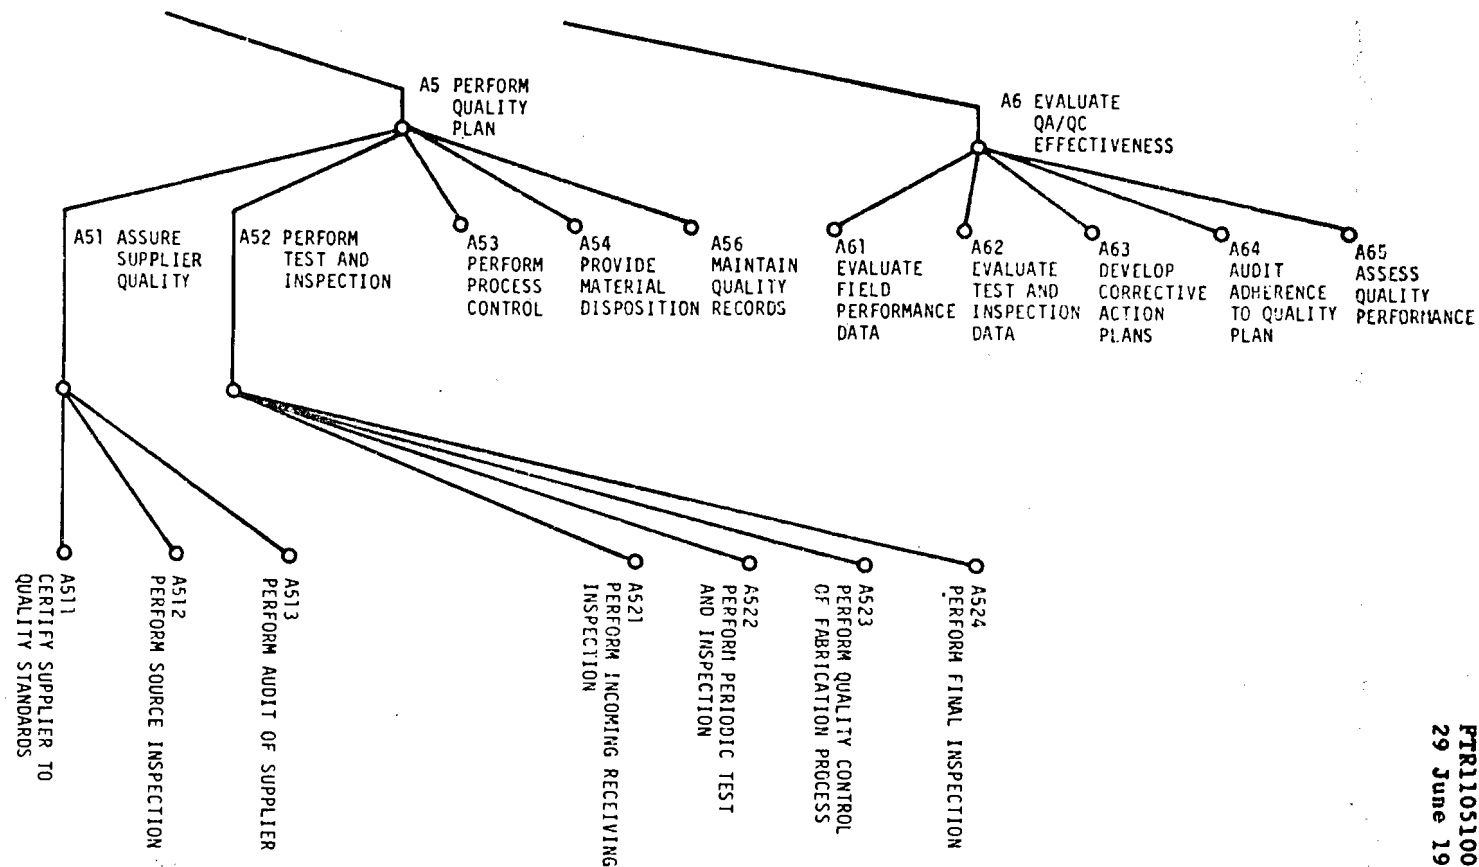 A5 PERFORM
QUALITY
PLAN
A6 EVALUATE
QA/QC
EFFECTIVENESS
A51 ASSURE
SUPPLIER
QUALITY
A52 PERFORM
TEST AND
INSPECTION
A53
PERFORM
PROCESS
CONTROL
A54
PROVIDE
MATERIAL
DISPOSITION
A56
MAINTAIN
QUALITY
RECORDS
A61
EVALUATE
FIELD
PERFORMANCE
DATA
A62
EVALUATE
TEST AND
INSPECTION
DATA
A63
DEVELOP
CORRECTIVE
ACTION
PLANS
A64
AUDIT
ADHERENCE
TO QUALITY
PLAN
A65
ASSESS
QUALITY
PERFORMANCE
A511
CERTIFY SUPPLIER TO
QUALITY STANDARDS
A512
PERFORM SOURCE INSPECTION
A513
PERFORM AUDIT OF SUPPLIER
A521
PERFORM INCOMING RECEIVING
INSPECTION
A522
PERFORM PERIODIC TEST
AND INSPECTION
A523
PERFORM QUALITY CONTROL
OF FABRICATION PROCESS
A524
PERFORM FINAL INSPECTION
PTR1105100
29 June 19